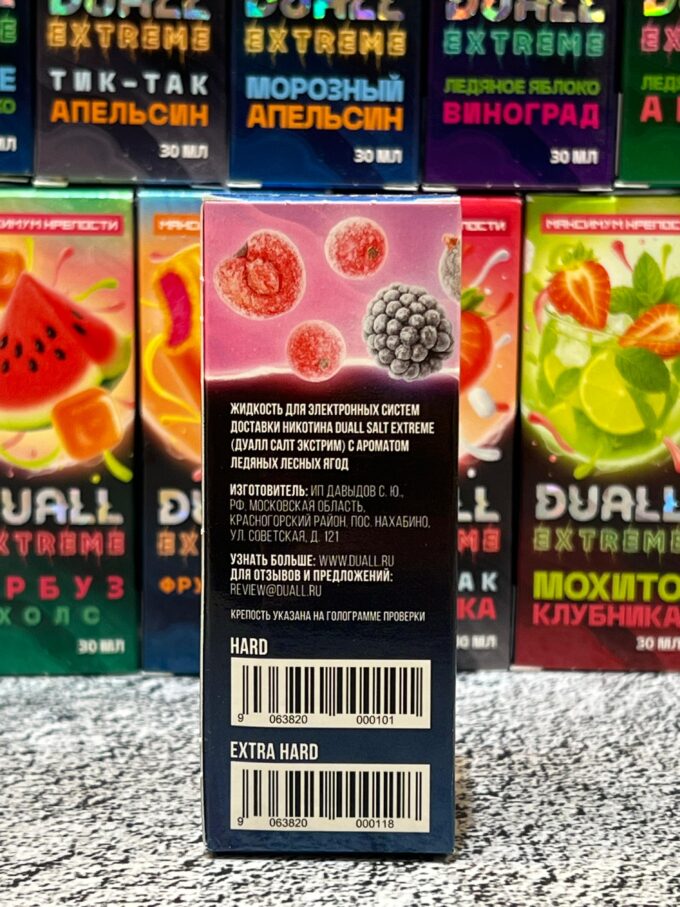 DUALL
EXTREME
ТИК-ТАК
АПЕЛЬСИН
30 МЛ
DUALL
EXTREME
МОРОЗНЫЙ
АПЕЛЬСИН
30 МЛ
DUALL
EXTREME
ЛЕДЯНОЕ ЯБЛОКО
ВИНОГРАД
30 МЛ
ЖИДКОСТЬ ДЛЯ ЭЛЕКТРОННЫХ СИСТЕМ
ДОСТАВКИ НИКОТИНА DUALL SALT EXTREME
(ДУАЛЛ САЛТ ЭКСТРИМ) С АРОМАТОМ
ЛЕДЯНЫХ ЛЕСНЫХ ЯГОД
ИЗГОТОВИТЕЛЬ: ИП ДАВЫДОВ С. Ю.,
РФ, МОСКОВСКАЯ ОБЛАСТЬ,
КРАСНОГОРСКИЙ РАЙОН, ПОС. НАХАБИНО,
УЛ. СОВЕТСКАЯ, Д. 121
УЗНАТЬ БОЛЬШЕ: WWW.DUALL.RU
ДЛЯ ОТЗЫВОВ И ПРЕДЛОЖЕНИЙ:
REVIEW@DUALL.RU
КРЕПОСТЬ УКАЗАНА НА ГОЛОГРАММЕ ПРОВЕРКИ
HARD
9 063820 000101
EXTRA HARD
9 063820 000118
30 МЛ
МАКСИМУМ КРЕПОСТИ
DUALL
EXTREME
МОХИТО
КЛУБНИКА
30 МЛ